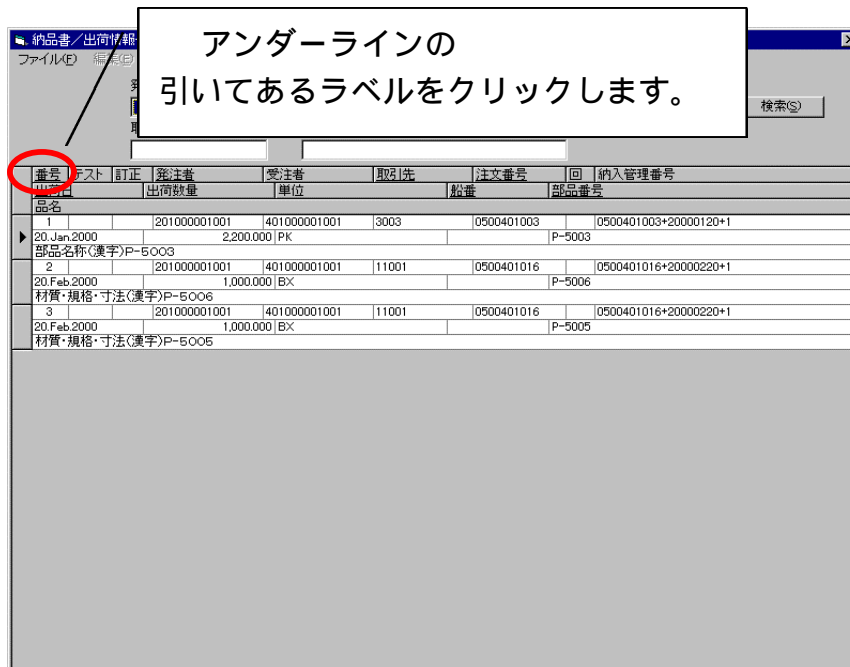 アンダーラインの
引いてあるラベルをクリックします。
納品書/出荷情報
ファイル(F) 編集(E)
検索(S)
番号 テスト 訂正 発注者 受注者 取引先 注文番号 回 納入管理番号
出荷日 出荷数量 単位 船番 部品番号
品名
1 201000001001 401000001001 3003 0500401003 0500401003+20000120+1
20.Jan.2000 2,200.000 PK P-5003
部品名称(漢字)P-5003
2 201000001001 401000001001 11001 0500401016 0500401016+20000220+1
20.Feb.2000 1,000.000 BX P-5006
材質・規格・寸法(漢字)P-5006
3 201000001001 401000001001 11001 0500401016 0500401016+20000220+1
20.Feb.2000 1,000.000 BX P-5005
材質・規格・寸法(漢字)P-5005